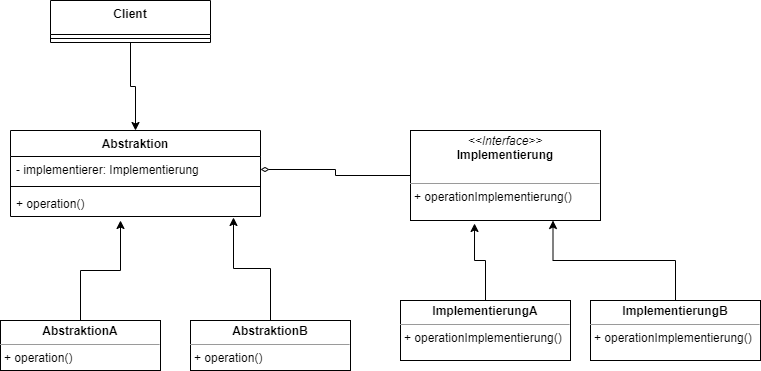 Client
Abstraktion
- implementierer: Implementierung
+ operation()
<<Interface>>
Implementierung
+ operationImplementierung()
AbstraktionA
+ operation()
AbstraktionB
+ operation()
ImplementierungA
+ operationImplementierung()
ImplementierungB
+ operationImplementierung()